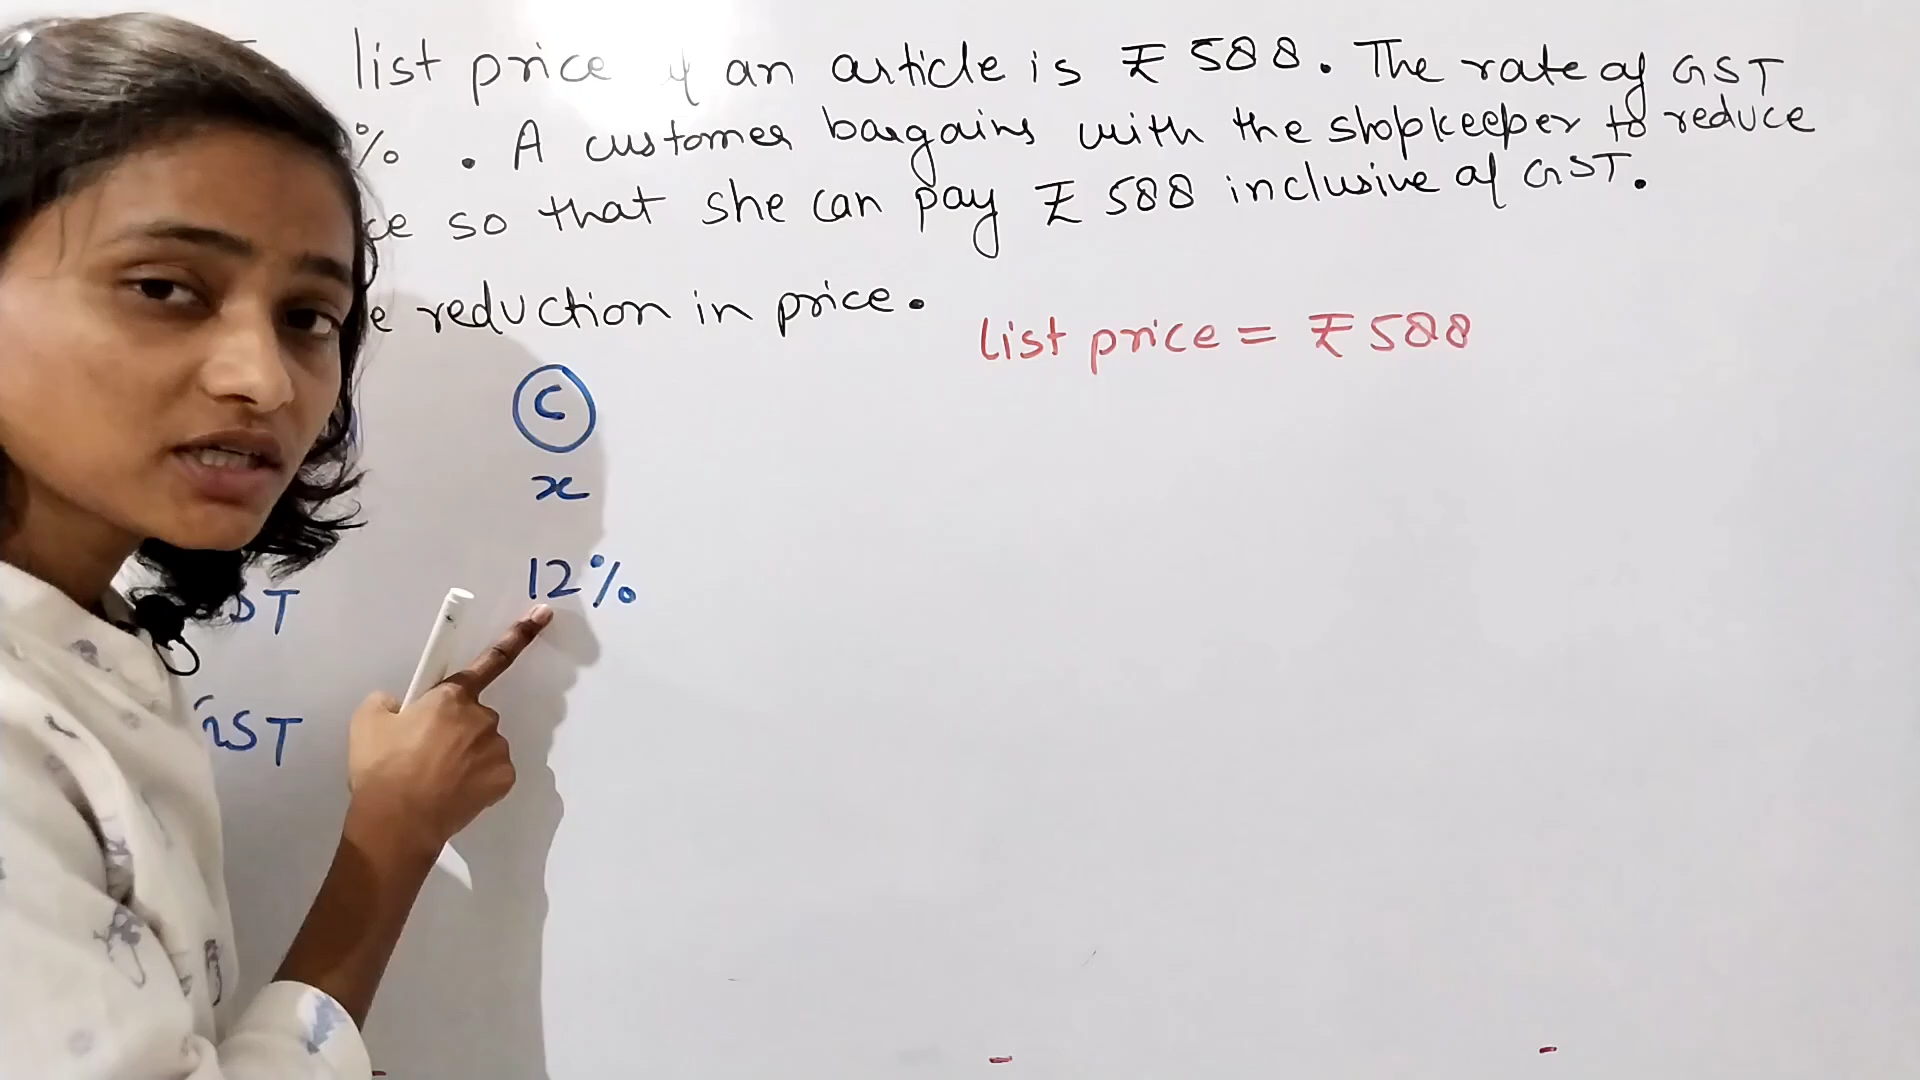 list price of an article is ₹ 588. The rate of GST
% . A customer bargains with the shopkeeper to reduce
ce so that she can pay ₹ 588 inclusive of GST.
e reduction in price.
list price = ₹ 588
C
x
12%
ST
GST